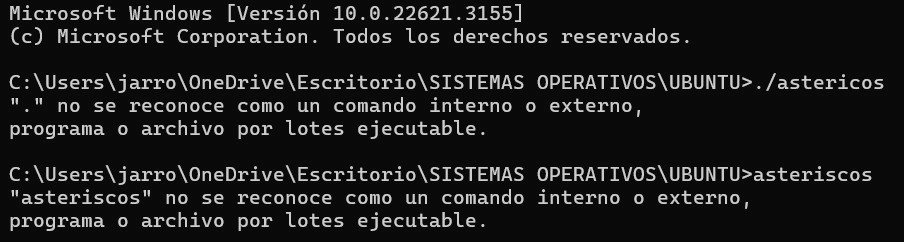 Microsoft Windows [Versión 10.0.22621.3155]
(c) Microsoft Corporation. Todos los derechos reservados.
C:\Users\jarro\OneDrive\Escritorio\SISTEMAS OPERATIVOS\UBUNTU>./astericos
"." no se reconoce como un comando interno o externo,
programa o archivo por lotes ejecutable.
C:\Users\jarro\OneDrive\Escritorio\SISTEMAS OPERATIVOS\UBUNTU>asteriscos
"asteriscos" no se reconoce como un comando interno o externo,
programa o archivo por lotes ejecutable.